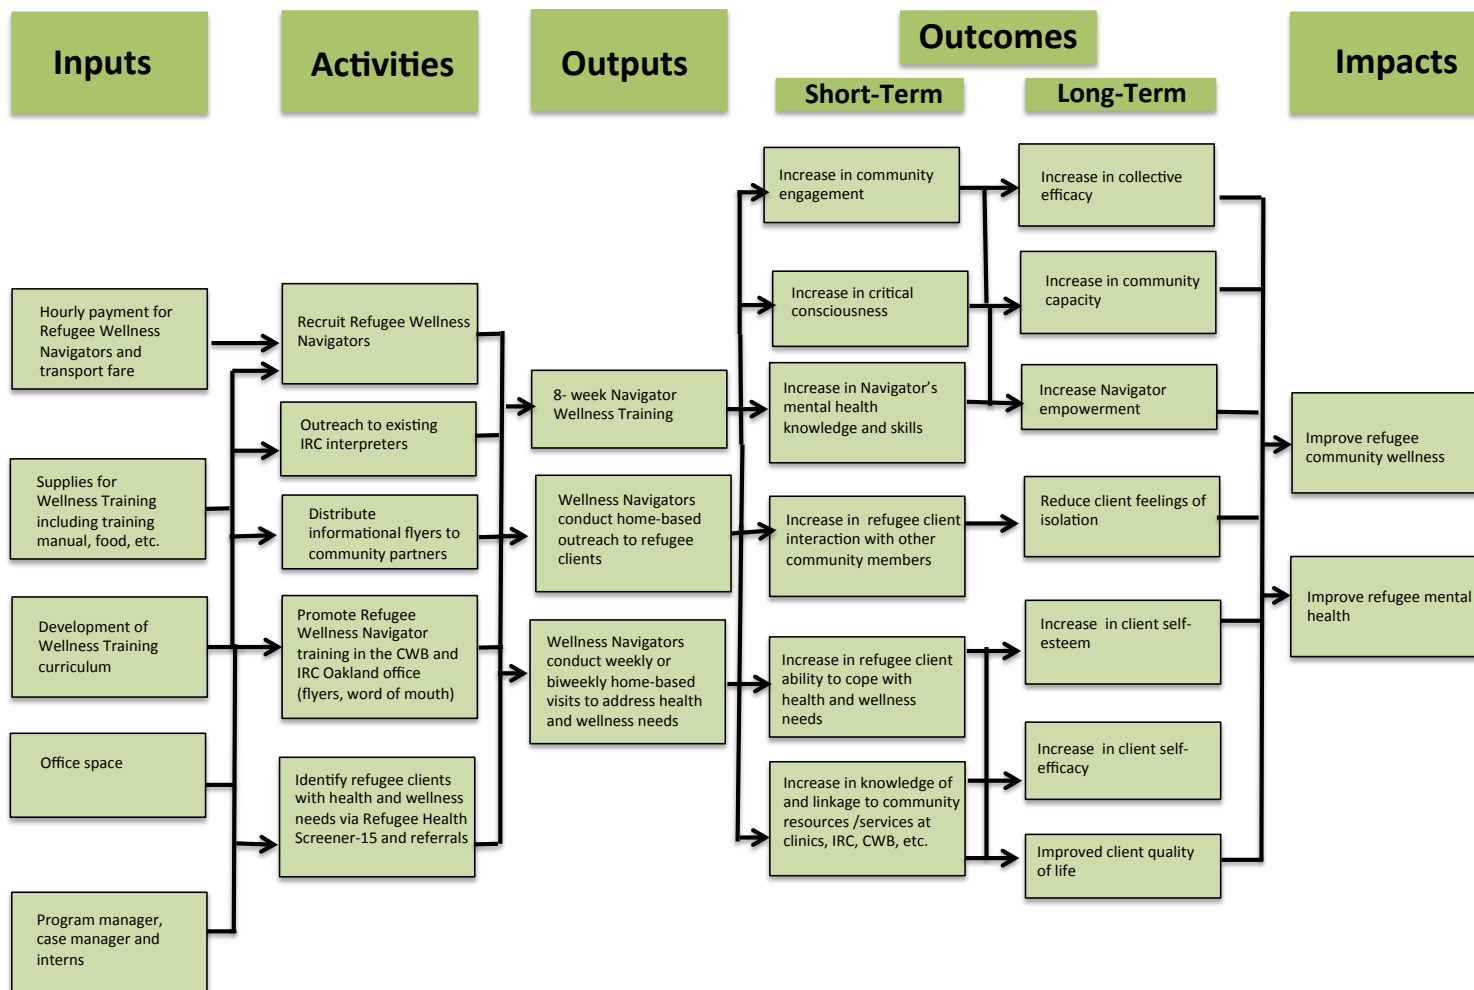 Inputs
Activities
Outputs
Outcomes
Short-Term
Long-Term
Impacts
Hourly payment for
Refugee Wellness
Navigators and
transport fare
Supplies for
Wellness Training
including training
manual, food, etc.
Development of
Wellness Training
curriculum
Office space
Program manager,
case manager and
interns
Recruit Refugee Wellness
Navigators
Outreach to existing
IRC interpreters
Distribute
informational flyers to
community partners
Promote Refugee
Wellness Navigator
training in the CWB and
IRC Oakland office
(flyers, word of mouth)
Identify refugee clients
with health and wellness
needs via Refugee Health
Screener-15 and referrals
8- week Navigator
Wellness Training
Wellness Navigators
conduct home-based
outreach to refugee
clients
Wellness Navigators
conduct weekly or
biweekly home-based
visits to address health
and wellness needs
Increase in community
engagement
Increase in critical
consciousness
Increase in Navigator’s
mental health
knowledge and skills
Increase in refugee client
interaction with other
community members
Increase in refugee client
ability to cope with
health and wellness
needs
Increase in knowledge of
and linkage to community
resources /services at
clinics, IRC, CWB, etc.
Increase in collective
efficacy
Increase in community
capacity
Increase Navigator
empowerment
Reduce client feelings of
isolation
Increase in client self-
esteem
Increase in client self-
efficacy
Improved client quality
of life
Improve refugee
community wellness
Improve refugee mental
health